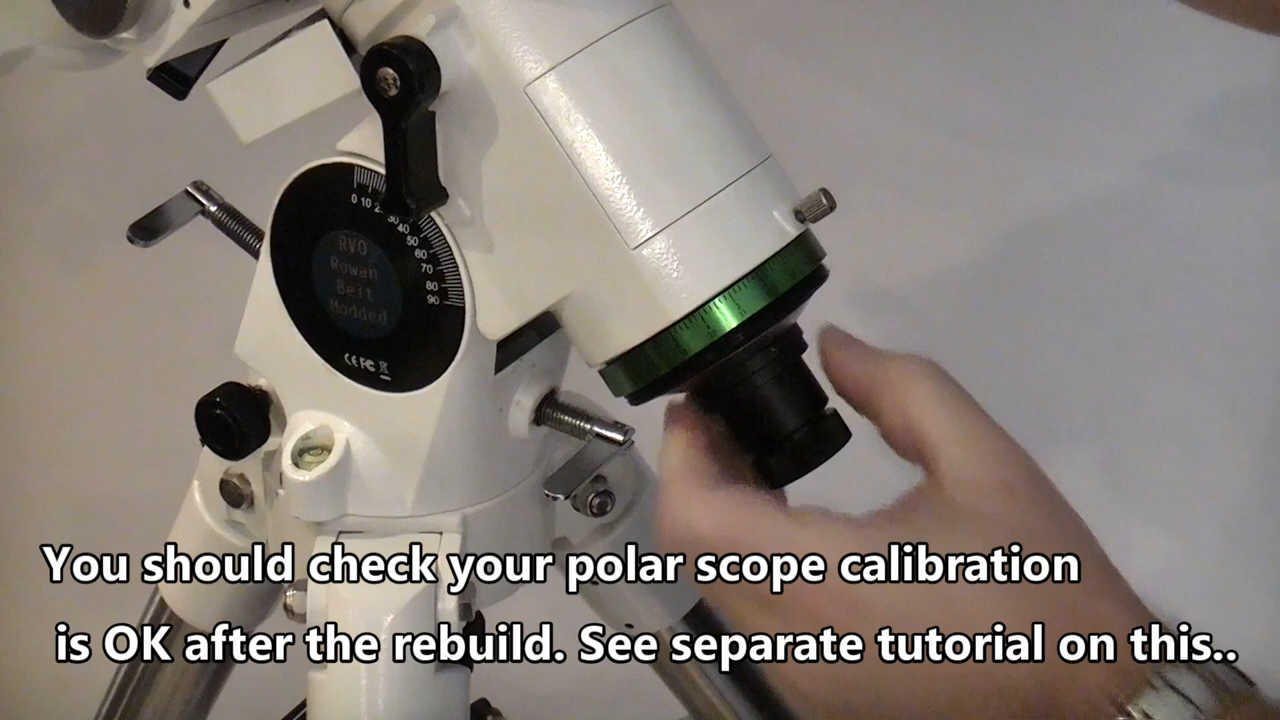 0 10 2 30
40
50
60
70
80
90
RVO
Rowan
Belt
Modded
CE FC
You should check your polar scope calibration
is OK after the rebuild. See separate tutorial on this..